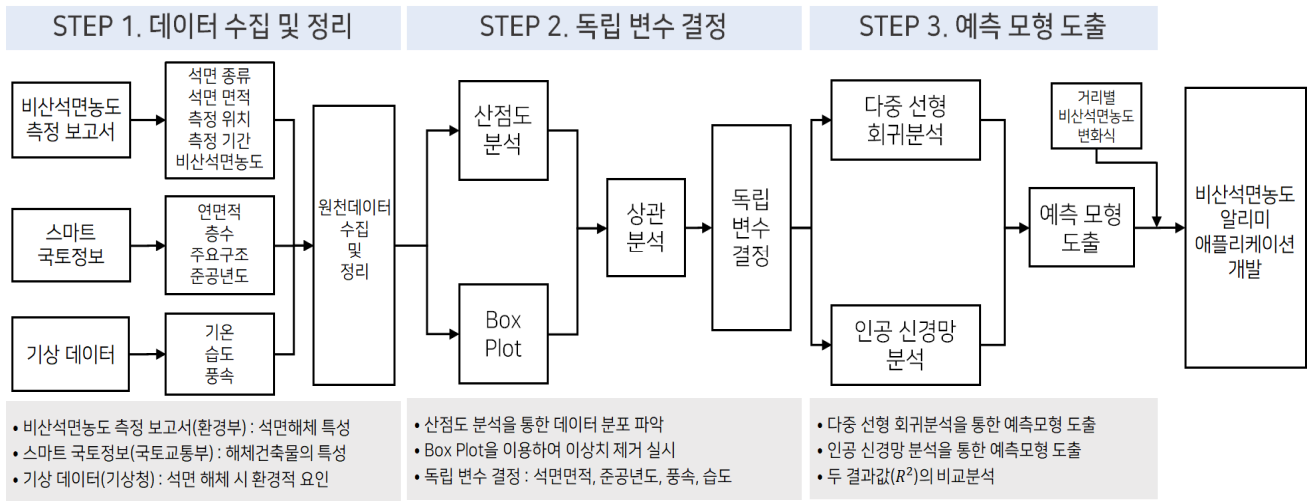 STEP 1. 데이터 수집 및 정리
비산석면농도
측정 보고서
석면 종류
석면 면적
측정 위치
측정 기간
비산석면농도
스마트
국토정보
연면적
층수
주요구조
준공년도
기상 데이터
기온
습도
풍속
원천데이터
수집
및
정리
• 비산석면농도 측정 보고서(환경부) : 석면해체 특성
• 스마트 국토정보(국토교통부) : 해체건축물의 특성
• 기상 데이터(기상청) : 석면 해체 시 환경적 요인
STEP 2. 독립 변수 결정
산점도
분석
Box
Plot
상관
분석
독립
변수
결정
• 산점도 분석을 통한 데이터 분포 파악
• Box Plot을 이용하여 이상치 제거 실시
• 독립 변수 결정 : 석면면적, 준공년도, 풍속, 습도
STEP 3. 예측 모형 도출
다중 선형
회귀분석
인공 신경망
분석
예측 모형
도출
거리별
비산석면농도
변화식
비산석면농도
알리미
애플리케이션
개발
• 다중 선형 회귀분석을 통한 예측모형 도출
• 인공 신경망 분석을 통한 예측모형 도출
• 두 결과값(R²)의 비교분석